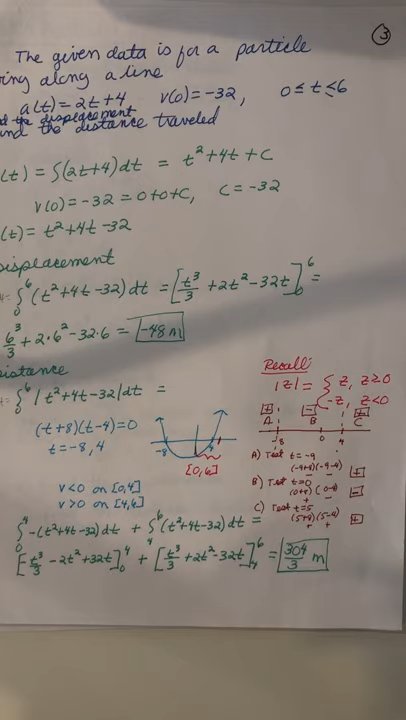 ③
The given data is for a particle
ing along a line
a(t) = 2t+4 v(0) = -32, 0 ≤ t ≤ 6
the displacement
nd the distance traveled
(t) = ∫(2t+4)dt = t²+4t+C
v(0) = -32 = 0+0+C, C = -32
(t) = t²+4t-32
isplacement
= ∫₀⁶ (t²+4t-32)dt = [t³/3 + 2t² - 32t]₀⁶ =
6³/3 + 2·6² - 32·6 = -48 m
istance
∫₀⁶ |t²+4t-32|dt =
(t+8)(t-4)=0
t = -8, 4
-8 4
[0,6]
v<0 on [0,4]
v>0 on [4,6]
Recall:
|z| = { z, z≥0
-z, z<0
+ - +
A B C
-8 0 4
A) Test t=-9
(-9+8)(-9-4) +
- -
B) Test t=0
(0+8)(0-4) -
+ -
C) Test t=5
(5+8)(5-4) +
+ +
∫₀⁴ -(t²+4t-32)dt + ∫₄⁶ (t²+4t-32)dt =
[-t³/3 - 2t² + 32t]₀⁴ + [t³/3 + 2t² - 32t]₄⁶ = 304/3 m